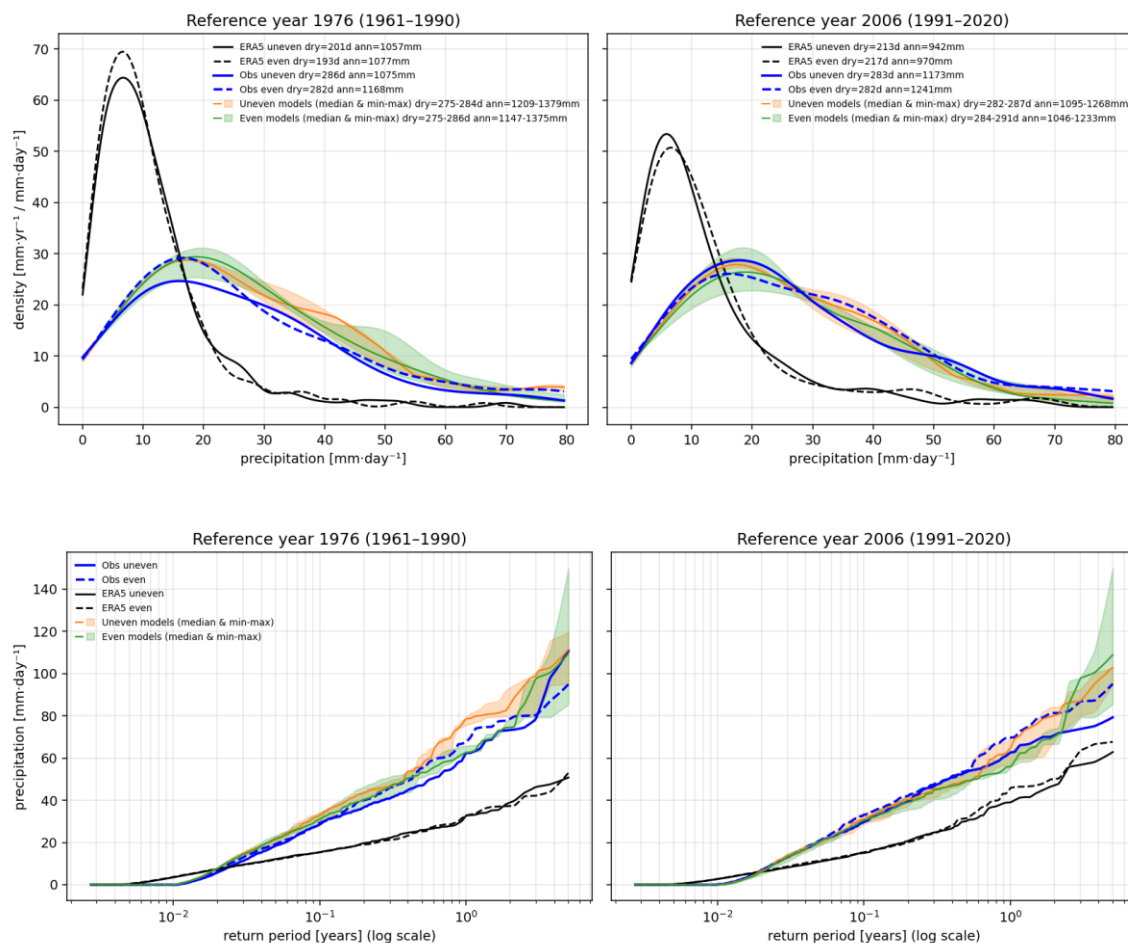 Reference year 1976 (1961–1990)
ERA5 uneven dry=201d ann=1057mm
ERA5 even dry=193d ann=1077mm
Obs uneven dry=286d ann=1075mm
Obs even dry=282d ann=1168mm
Uneven models (median & min-max) dry=275-284d ann=1209-1379mm
Even models (median & min-max) dry=275-286d ann=1147-1375mm
density [mm·yr⁻¹ / mm·day⁻¹]
70
60
50
40
30
20
10
0
0 10 20 30 40 50 60 70 80
precipitation [mm·day⁻¹]
Reference year 2006 (1991–2020)
ERA5 uneven dry=213d ann=942mm
ERA5 even dry=217d ann=970mm
Obs uneven dry=283d ann=1173mm
Obs even dry=282d ann=1241mm
Uneven models (median & min-max) dry=282-287d ann=1095-1268mm
Even models (median & min-max) dry=284-291d ann=1046-1233mm
0 10 20 30 40 50 60 70 80
precipitation [mm·day⁻¹]
Reference year 1976 (1961–1990)
Obs uneven
Obs even
ERA5 uneven
ERA5 even
Uneven models (median & min-max)
Even models (median & min-max)
precipitation [mm·day⁻¹]
140
120
100
80
60
40
20
0
10⁻² 10⁻¹ 10⁰
return period [years] (log scale)
Reference year 2006 (1991–2020)
10⁻² 10⁻¹ 10⁰
return period [years] (log scale)